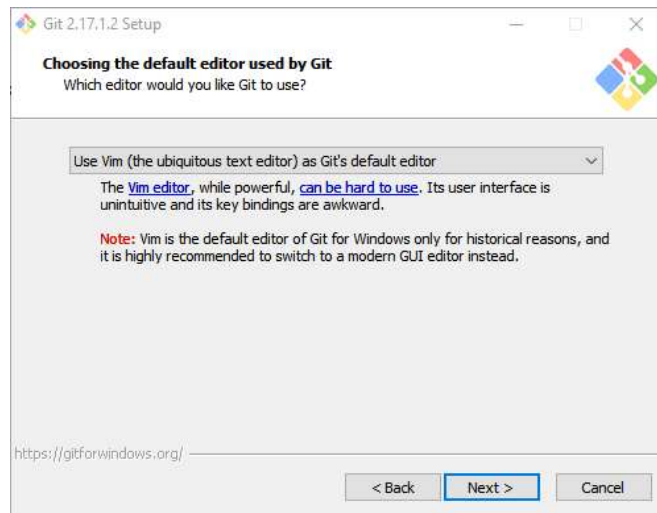 Git 2.17.1.2 Setup
Choosing the default editor used by Git
Which editor would you like Git to use?
Use Vim (the ubiquitous text editor) as Git's default editor
The Vim editor, while powerful, can be hard to use. Its user interface is
unintuitive and its key bindings are awkward.
Note: Vim is the default editor of Git for Windows only for historical reasons, and
it is highly recommended to switch to a modern GUI editor instead.
https://gitforwindows.org/
< Back Next > Cancel